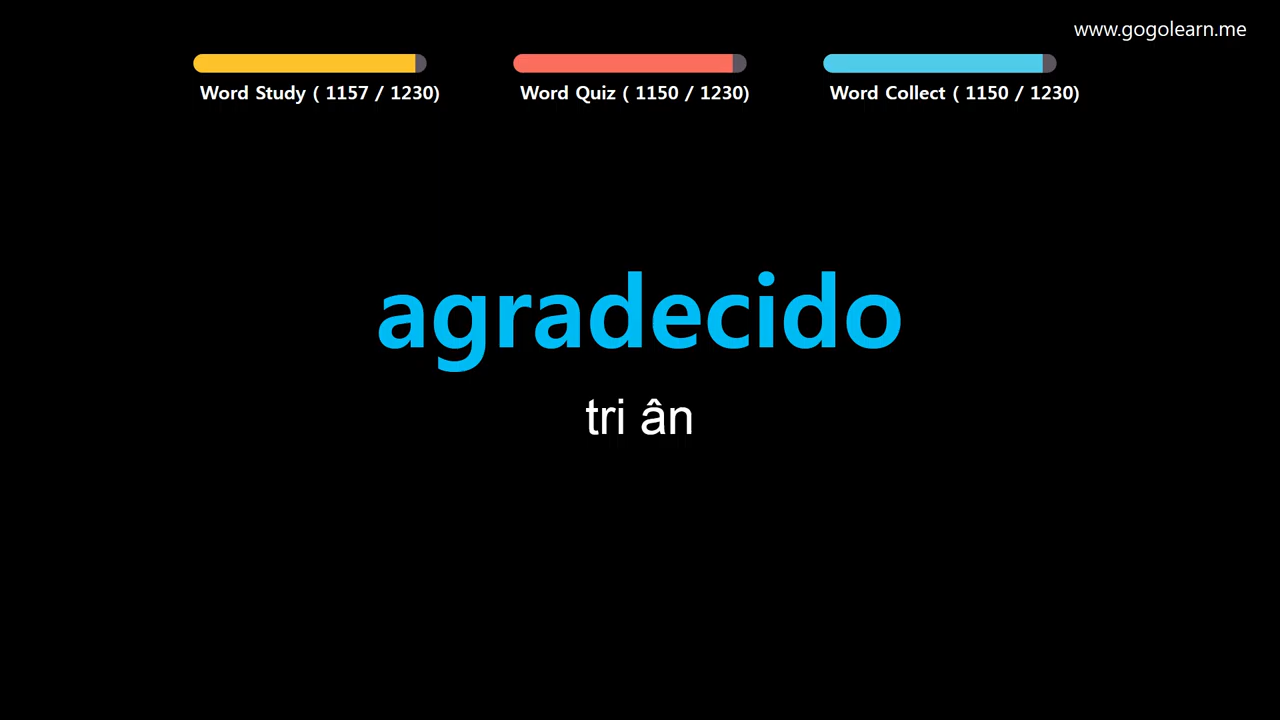 www.gogolearn.me
Word Study ( 1157 / 1230)
Word Quiz ( 1150 / 1230)
Word Collect ( 1150 / 1230)
agradecido
tri ân